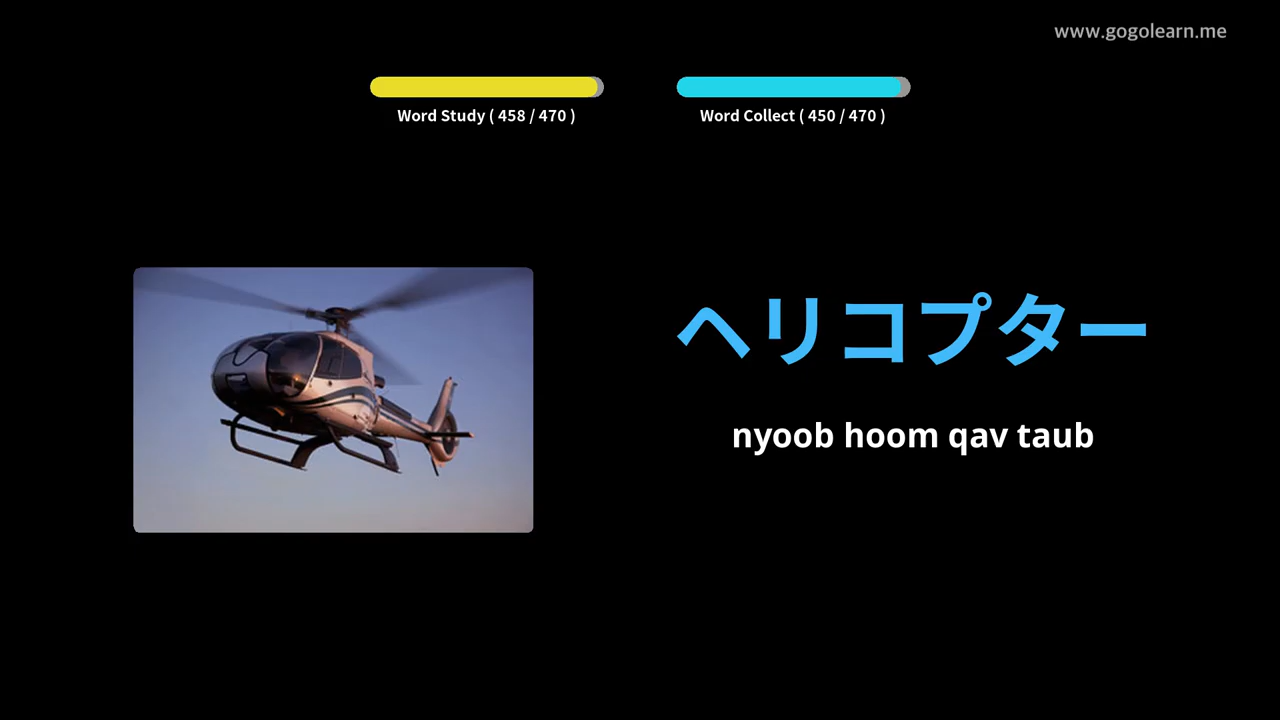 www.gogolearn.me
Word Study ( 458 / 470 )
Word Collect ( 450 / 470 )
ヘリコプター
nyoob hoom qav taub